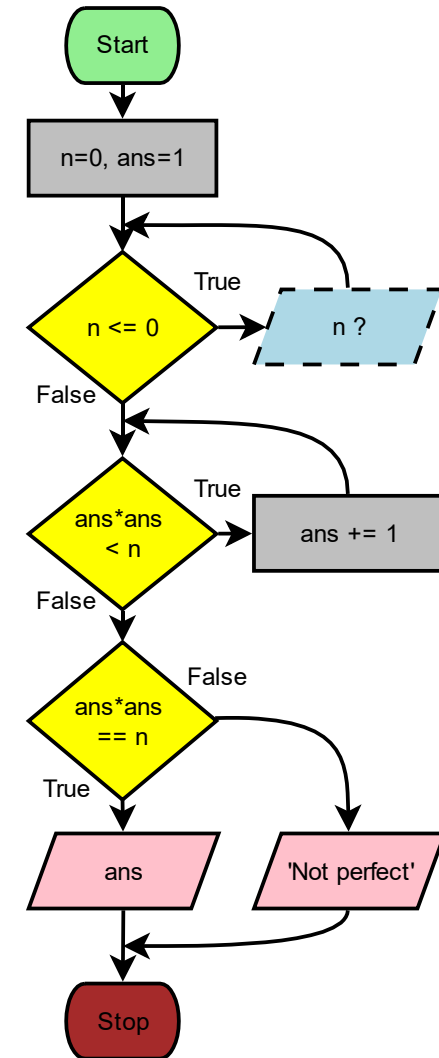 Start
n=0, ans=1
True
n <= 0
n ?
False
True
ans*ans
< n
ans += 1
False
ans*ans
== n
False
True
ans
'Not perfect'
Stop